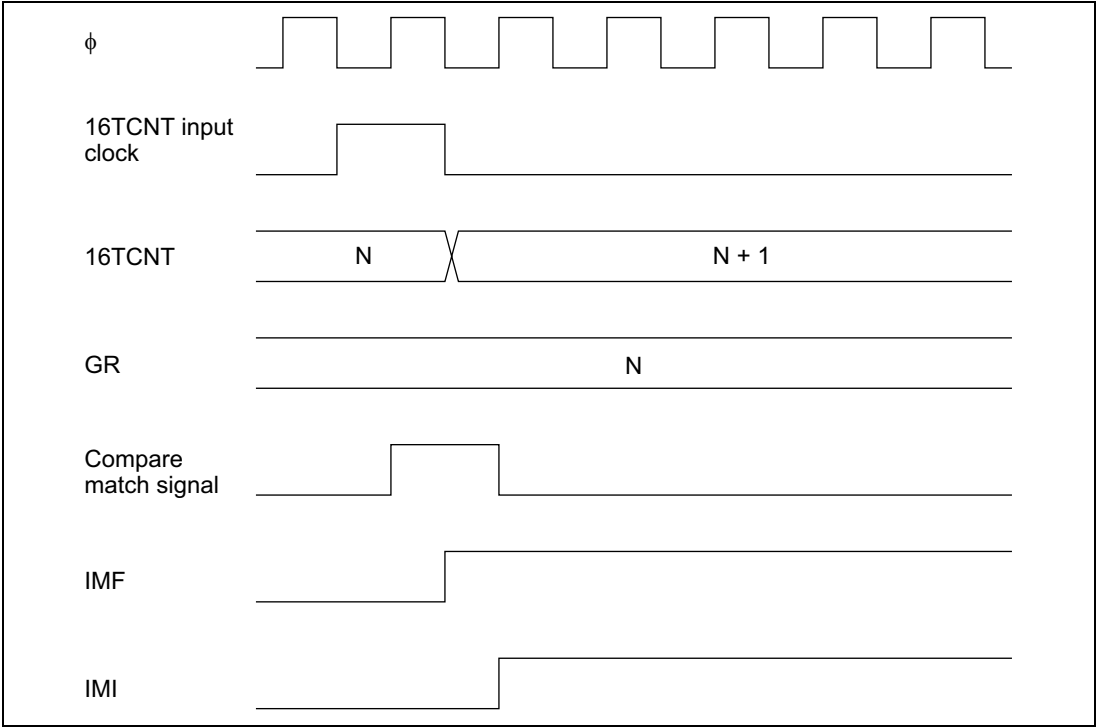 ϕ
16TCNT input
clock
16TCNT
N
N + 1
GR
N
Compare
match signal
IMF
IMI